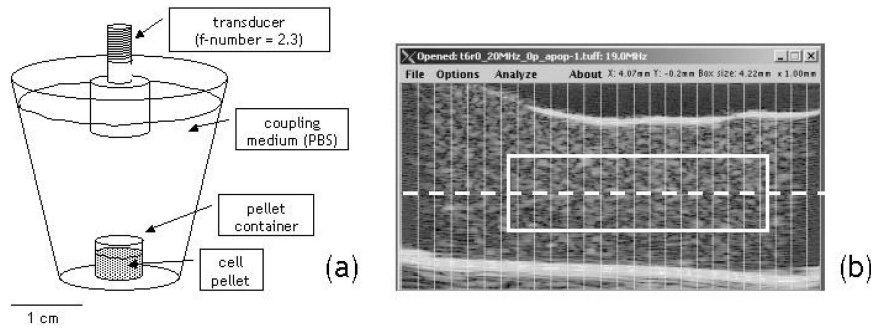 transducer
(f-number = 2.3)
coupling
medium (PBS)
pellet
container
cell
pellet
1 cm
(a)
Opened: t6r0_20MHz_0p_apop-1.tuff: 19.0MHz
File Options Analyze About X: 4.07mm Y: -0.2mm Box size: 4.22mm x 1.00mm
(b)